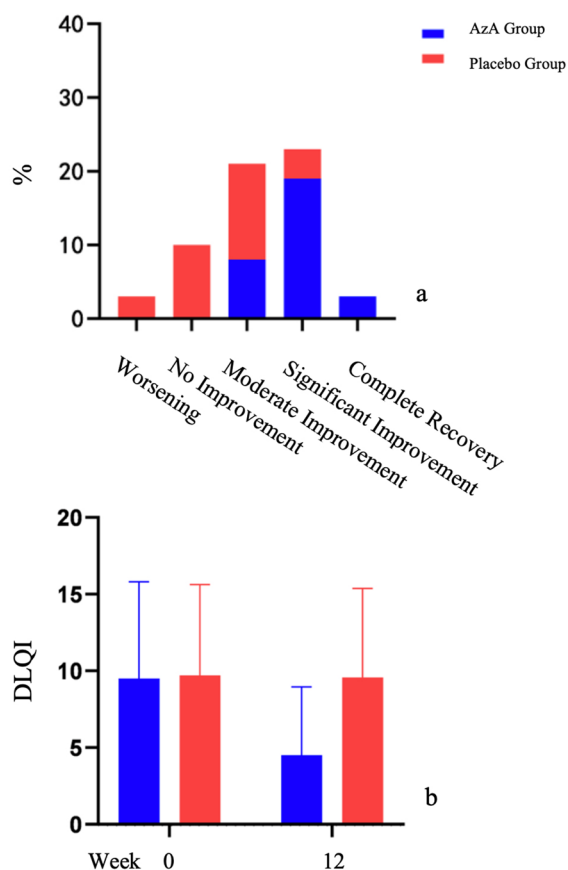 40
AzA Group
Placebo Group
30
%
20
10
0
a
Worsening
No Improvement
Moderate Improvement
Significant Improvement
Complete Recovery
20
15
DLQI
10
5
0
b
Week 0 12